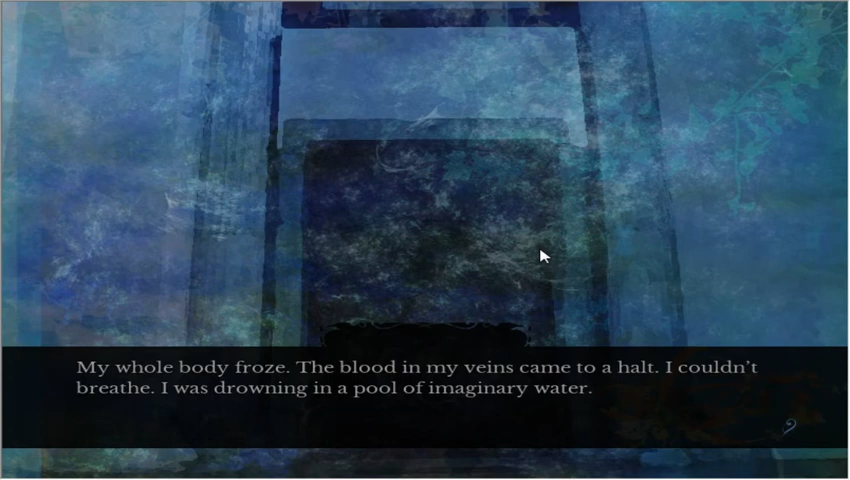 My whole body froze. The blood in my veins came to a halt. I couldn’t
breathe. I was drowning in a pool of imaginary water.